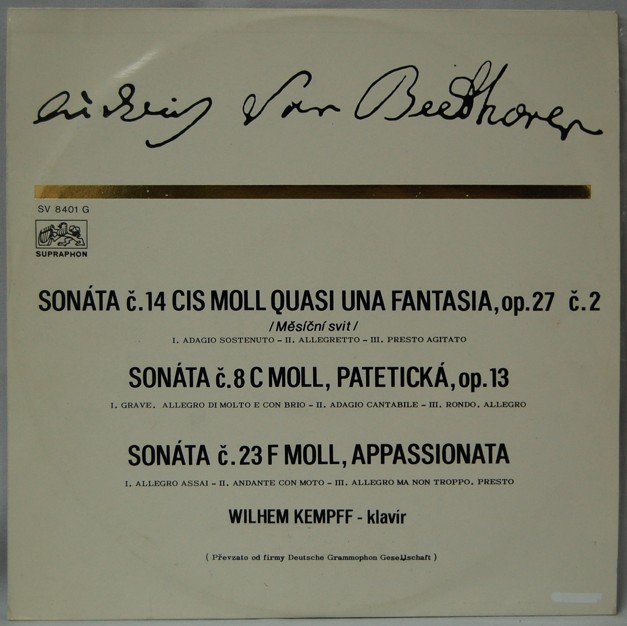 Ludwig Van Beethoven
SV 8401 G
SUPRAPHON
SONÁTA č.14 CIS MOLL QUASI UNA FANTASIA, op.27 č.2
/Měsíční svit/
I. ADAGIO SOSTENUTO – II. ALLEGRETTO – III. PRESTO AGITATO
SONÁTA č.8 C MOLL, PATETICKÁ, op.13
I. GRAVE. ALLEGRO DI MOLTO E CON BRIO – II. ADAGIO CANTABILE – III. RONDO. ALLEGRO
SONÁTA č.23 F MOLL, APPASSIONATA
I. ALLEGRO ASSAI – II. ANDANTE CON MOTO – III. ALLEGRO MA NON TROPPO. PRESTO
WILHEM KEMPFF - klavír
( Převzato od firmy Deutsche Grammophon Gesellschaft )